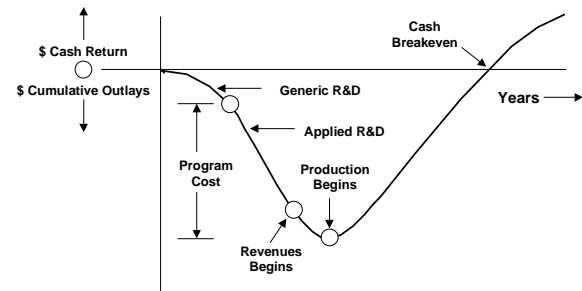 Cash
Breakeven
$ Cash Return
$ Cumulative Outlays
Generic R&D
Years
Applied R&D
Program
Cost
Production
Begins
Revenues
Begins